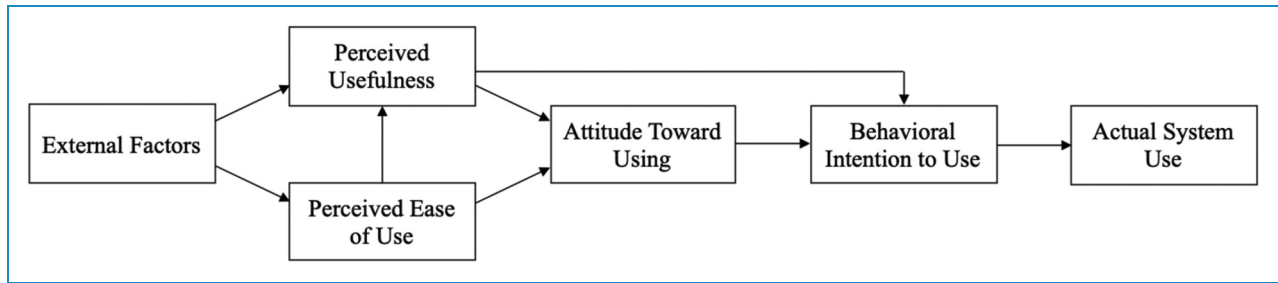 External Factors
Perceived
Usefulness
Perceived Ease
of Use
Attitude Toward
Using
Behavioral
Intention to Use
Actual System
Use